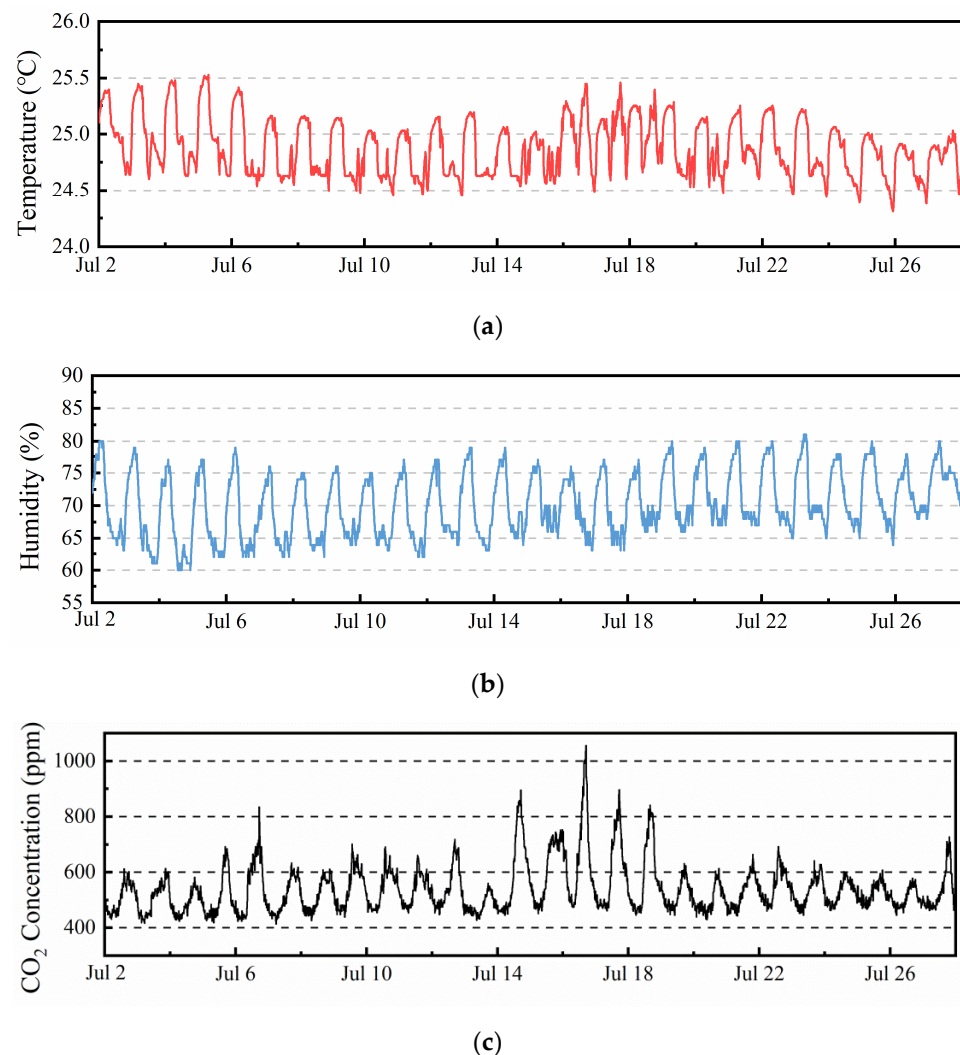 26.0
25.5
25.0
24.5
24.0
Temperature (°C)
Jul 2 Jul 6 Jul 10 Jul 14 Jul 18 Jul 22 Jul 26
(a)
90
85
80
75
70
65
60
55
Humidity (%)
Jul 2 Jul 6 Jul 10 Jul 14 Jul 18 Jul 22 Jul 26
(b)
1000
800
600
400
CO₂ Concentration (ppm)
Jul 2 Jul 6 Jul 10 Jul 14 Jul 18 Jul 22 Jul 26
(c)